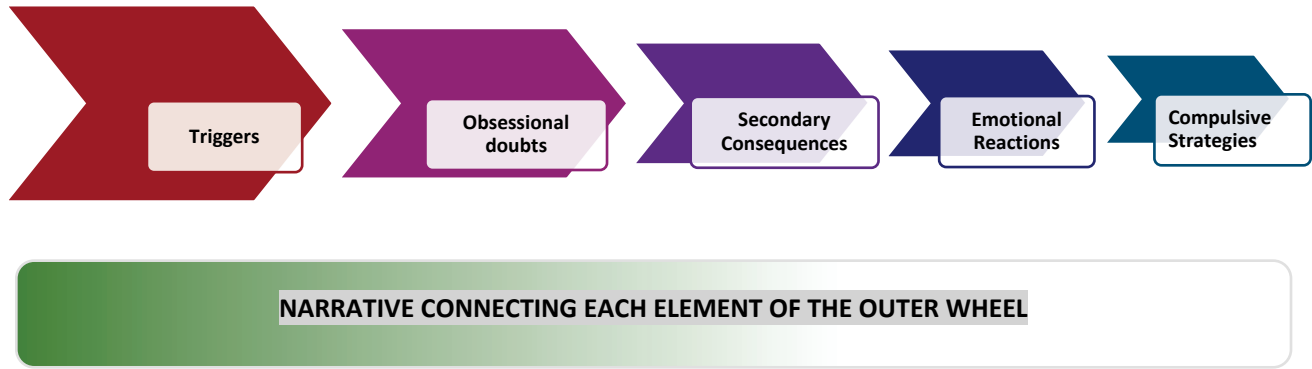 Triggers
Obsessional
doubts
Secondary
Consequences
Emotional
Reactions
Compulsive
Strategies
NARRATIVE CONNECTING EACH ELEMENT OF THE OUTER WHEEL